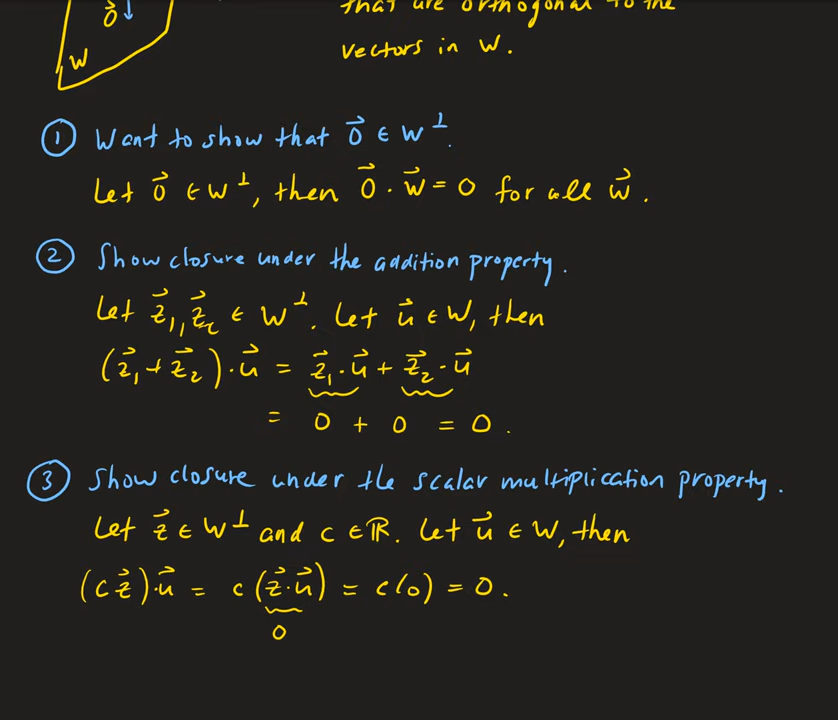 that are orthogonal to the
0⃗
W
vectors in W.
① Want to show that 0⃗ ∈ W⊥.
Let 0⃗ ∈ W⊥, then 0⃗ · w⃗ = 0 for all w⃗.
② Show closure under the addition property.
Let z⃗₁, z⃗₂ ∈ W⊥. Let u⃗ ∈ W, then
(z⃗₁ + z⃗₂) · u⃗ = z⃗₁ · u⃗ + z⃗₂ · u⃗
= 0 + 0 = 0.
③ Show closure under the scalar multiplication property.
Let z⃗ ∈ W⊥ and c ∈ ℝ. Let u⃗ ∈ W, then
(c z⃗) · u⃗ = c (z⃗ · u⃗) = c(0) = 0.
0